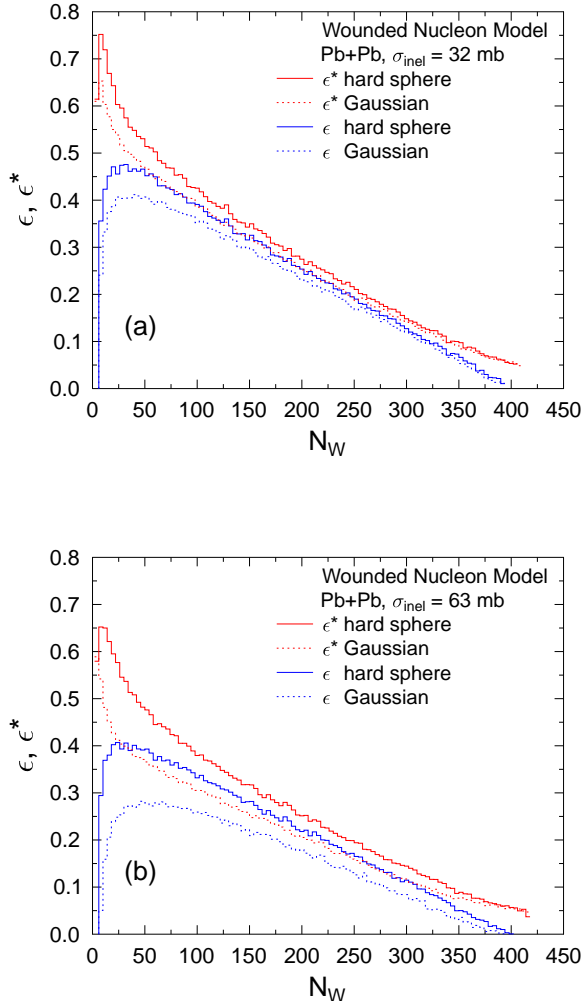 0.8
0.7
0.6
0.5
0.4
0.3
0.2
0.1
0.0
ϵ, ϵ*
Wounded Nucleon Model
Pb+Pb, σinel = 32 mb
ϵ* hard sphere
ϵ* Gaussian
ϵ hard sphere
ϵ Gaussian
(a)
0 50 100 150 200 250 300 350 400 450
NW
0.8
0.7
0.6
0.5
0.4
0.3
0.2
0.1
0.0
ϵ, ϵ*
Wounded Nucleon Model
Pb+Pb, σinel = 63 mb
ϵ* hard sphere
ϵ* Gaussian
ϵ hard sphere
ϵ Gaussian
(b)
0 50 100 150 200 250 300 350 400 450
NW